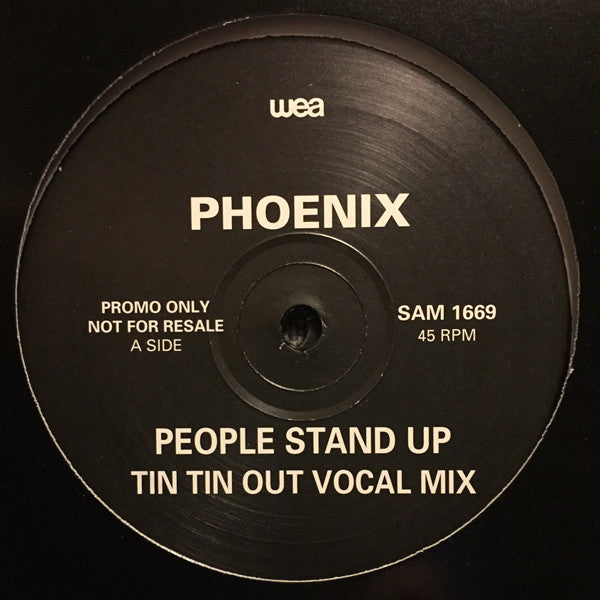 wea
PHOENIX
PROMO ONLY
NOT FOR RESALE
A SIDE
SAM 1669
45 RPM
PEOPLE STAND UP
TIN TIN OUT VOCAL MIX